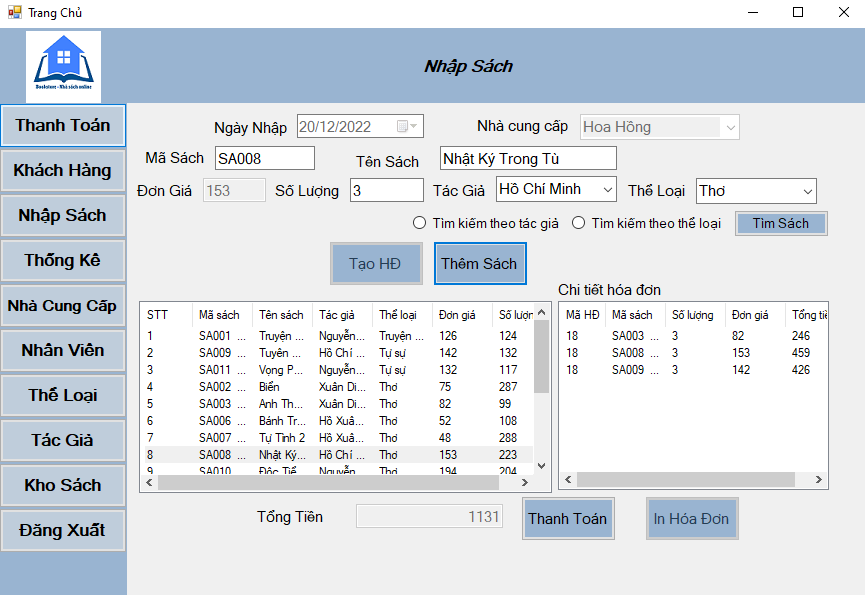 Trang Chủ
Bookstore - Nhà sách online
Nhập Sách
Thanh Toán
Khách Hàng
Nhập Sách
Thống Kê
Nhà Cung Cấp
Nhân Viên
Thể Loại
Tác Giả
Kho Sách
Đăng Xuất
Ngày Nhập 20/12/2022 Nhà cung cấp Hoa Hồng
Mã Sách SA008 Tên Sách Nhật Ký Trong Tù
Đơn Giá 153 Số Lượng 3 Tác Giả Hồ Chí Minh Thể Loại Thơ
Tìm kiếm theo tác giả Tìm kiếm theo thể loại Tìm Sách
Tạo HĐ Thêm Sách
STT Mã sách Tên sách Tác giả Thể loại Đơn giá Số lượn
1 SA001 ... Truyện ... Nguyễn... Truyện ... 126 124
2 SA009 ... Tuyên ... Hồ Chí ... Tự sự 142 132
3 SA011 ... Vọng P... Nguyễn... Tự sự 132 117
4 SA002 ... Biển Xuân Di... Thơ 75 287
5 SA003 ... Anh Th... Xuân Di... Thơ 82 99
6 SA006 ... Bánh Tr... Hồ Xuâ... Thơ 52 108
7 SA007 ... Tự Tình 2 Hồ Xuâ... Thơ 48 288
8 SA008 ... Nhật Ký... Hồ Chí ... Thơ 153 223
9 SA010 Độc Tiể Nguyễn Thơ 194 204
Chi tiết hóa đơn
Mã HĐ Mã sách Số lượng Đơn giá Tổng tiề
18 SA003 ... 3 82 246
18 SA008 ... 3 153 459
18 SA009 ... 3 142 426
Tổng Tiền 1131 Thanh Toán In Hóa Đơn